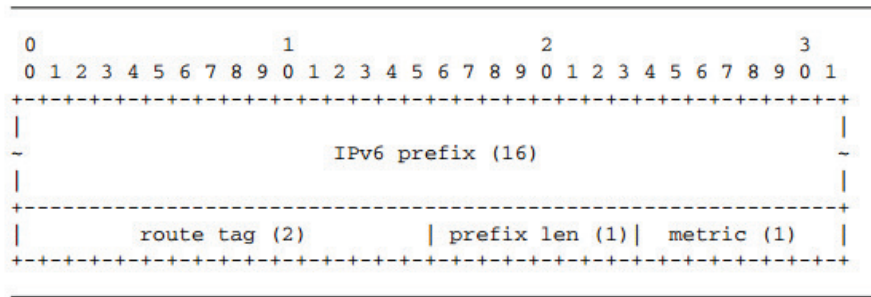 0 1 2 3
0 1 2 3 4 5 6 7 8 9 0 1 2 3 4 5 6 7 8 9 0 1 2 3 4 5 6 7 8 9 0 1
+-+-+-+-+-+-+-+-+-+-+-+-+-+-+-+-+-+-+-+-+-+-+-+-+-+-+-+-+-+-+-+-+
| |
~ IPv6 prefix (16) ~
| |
+---------------------------------------------------------------+
| route tag (2) | prefix len (1)| metric (1) |
+-+-+-+-+-+-+-+-+-+-+-+-+-+-+-+-+-+-+-+-+-+-+-+-+-+-+-+-+-+-+-+-+